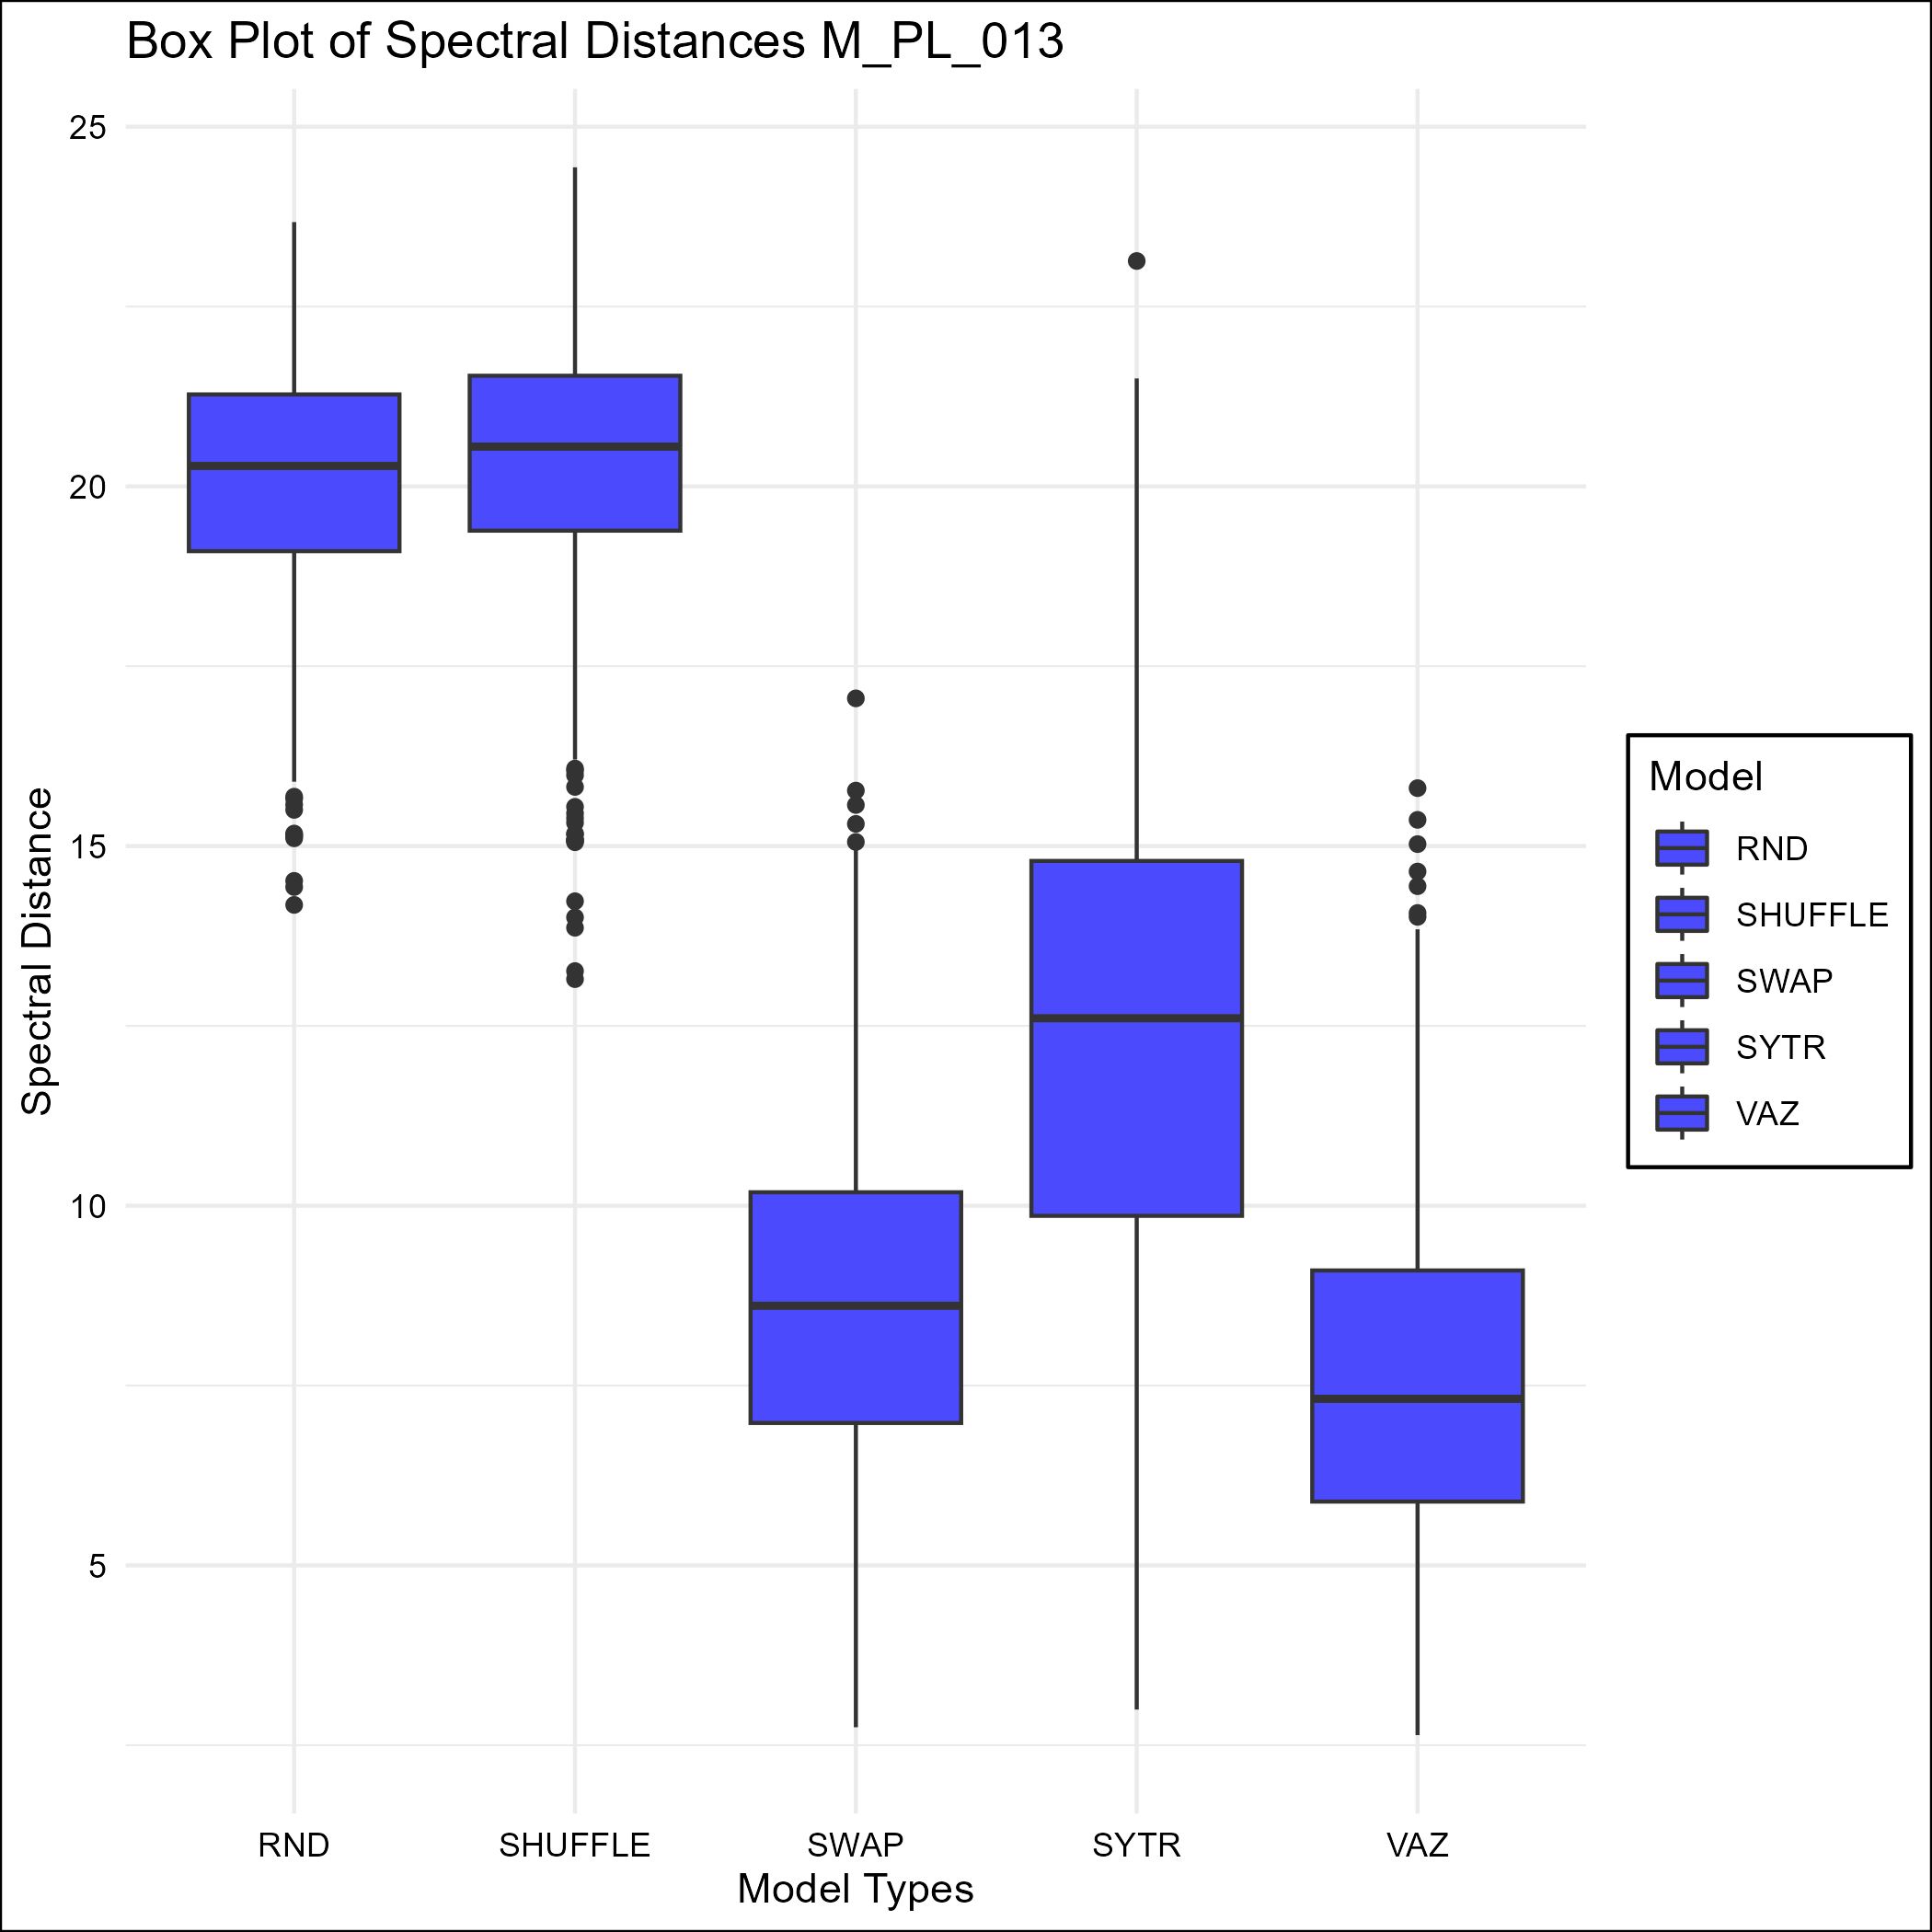 Box Plot of Spectral Distances M_PL_013
Spectral Distance
25
20
15
10
5
RND
SHUFFLE
SWAP
SYTR
VAZ
Model Types
Model
RND
SHUFFLE
SWAP
SYTR
VAZ